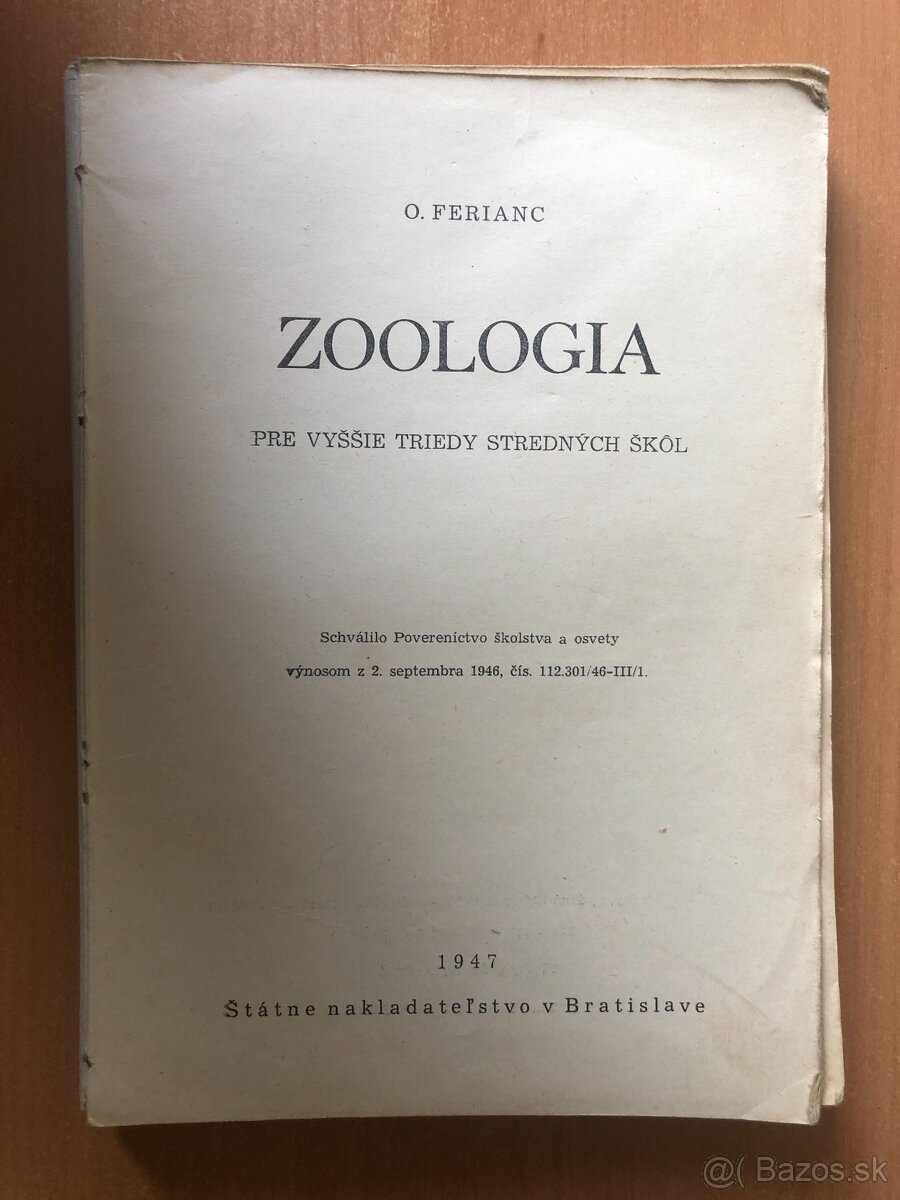 O. FERIANC
ZOOLOGIA
PRE VYŠŠIE TRIEDY STREDNÝCH ŠKÔL
Schválilo Povereníctvo školstva a osvety
výnosom z 2. septembra 1946, čís. 112.301/46-III/1.
1947
Štátne nakladateľstvo v Bratislave
@( Bazos.sk